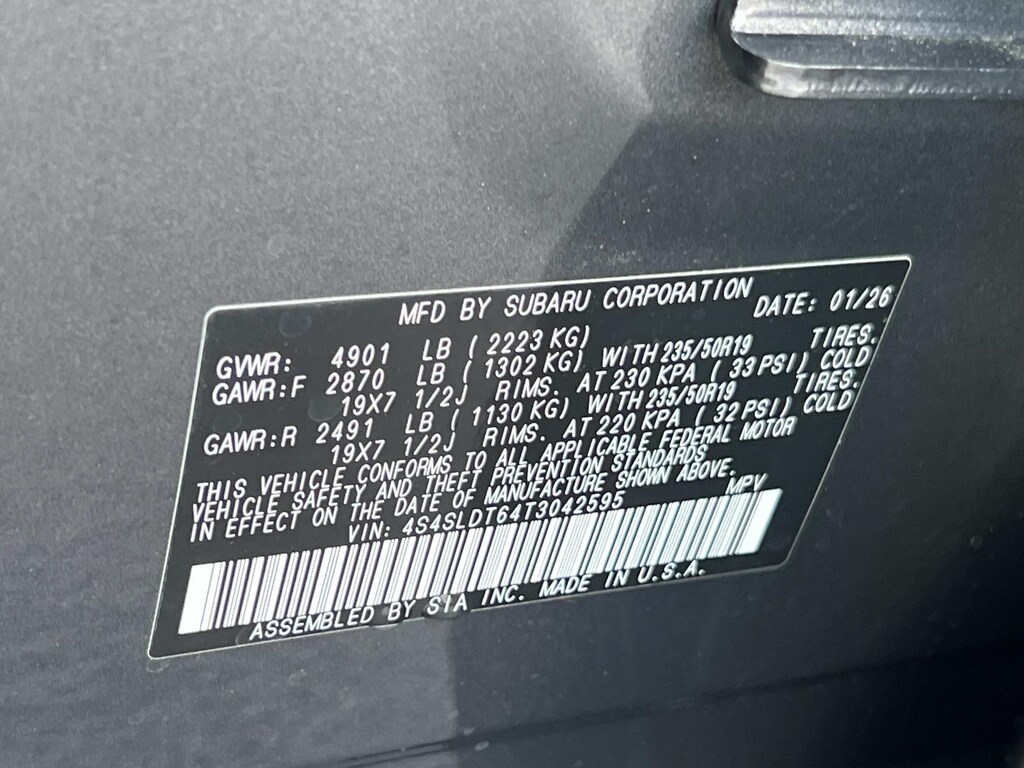 MFD BY SUBARU CORPORATION DATE: 01/26
GVWR: 4901 LB ( 2223 KG)
GAWR:F 2870 LB ( 1302 KG) WITH 235/50R19 TIRES.
19X7 1/2J RIMS. AT 230 KPA ( 33 PSI) COLD
GAWR:R 2491 LB ( 1130 KG) WITH 235/50R19 TIRES.
19X7 1/2J RIMS. AT 220 KPA ( 32 PSI) COLD
THIS VEHICLE CONFORMS TO ALL APPLICABLE FEDERAL MOTOR
VEHICLE SAFETY AND THEFT PREVENTION STANDARDS
IN EFFECT ON THE DATE OF MANUFACTURE SHOWN ABOVE.
VIN: 4S4SLDT64T3042595 MPV
ASSEMBLED BY SIA INC. MADE IN U.S.A.